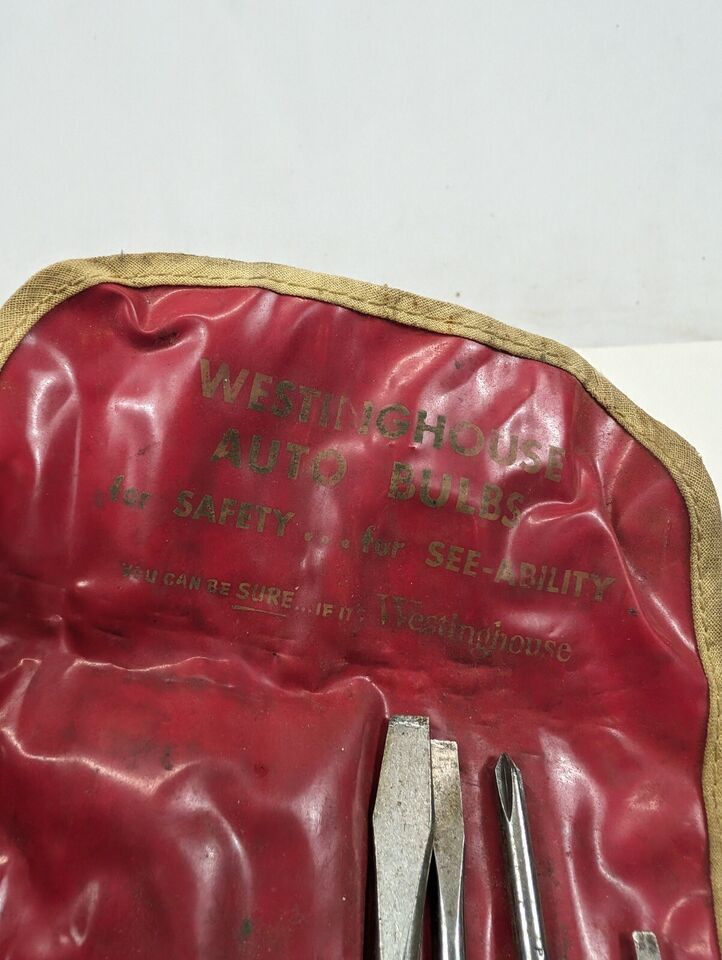 WESTINGHOUSE
AUTO BULBS
for SAFETY... for SEE-ABILITY
YOU CAN BE SURE...IF IT'S Westinghouse